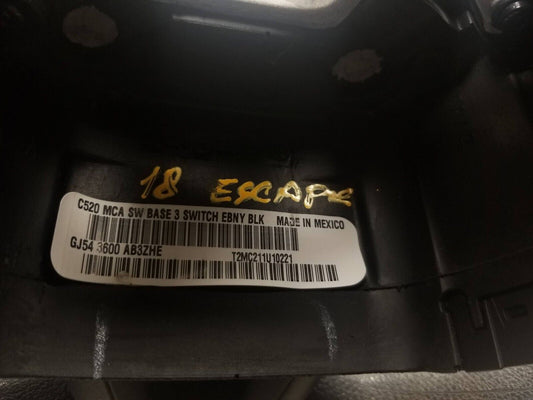 18 ESCAPE
C520 MCA SW BASE 3 SWITCH EBNY BLK MADE IN MEXICO
GJ54 3600 AB3ZHE
T2MC211U10221